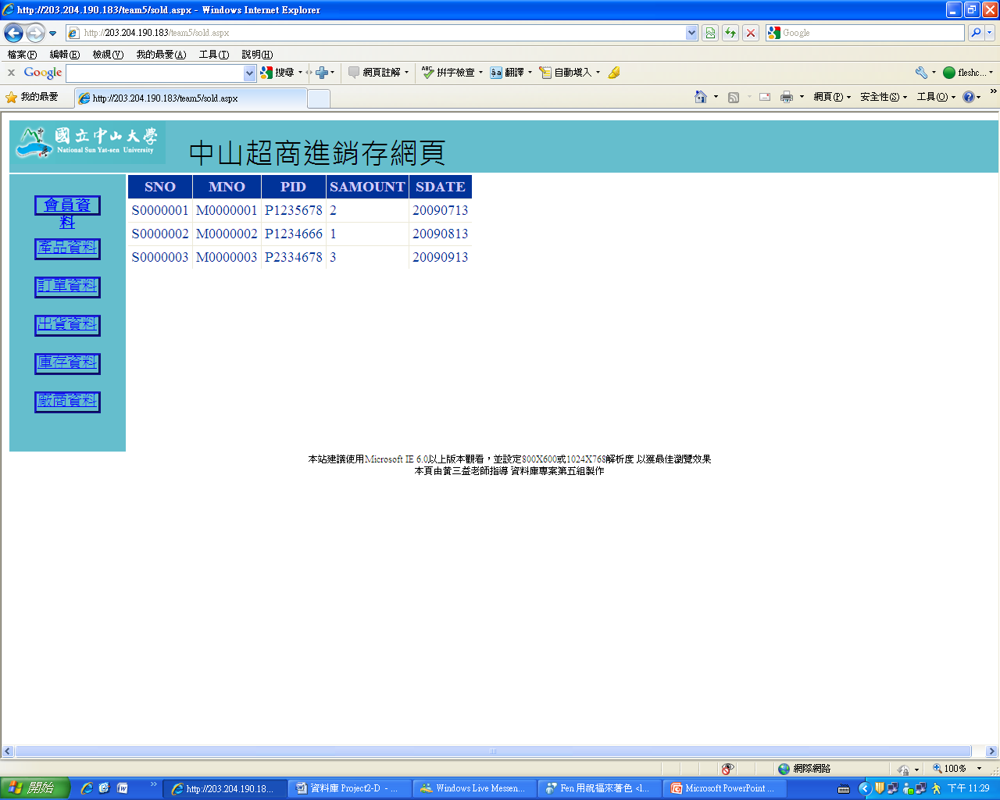 http://203.204.190.183/team5/sold.aspx - Windows Internet Explorer
http://203.204.190.183/team5/sold.aspx
Google
檔案(F) 編輯(E) 檢視(V) 我的最愛(A) 工具(T) 說明(H)
x Google 搜尋 網頁註解 ABC 拼字檢查 翻譯 自動填入 fleshc...
我的最愛 http://203.204.190.183/team5/sold.aspx 網頁(P) 安全性(S) 工具(O) »
國立中山大學
National Sun Yat-sen University
中山超商進銷存網頁
會員資料
產品資料
訂單資料
出貨資料
庫存資料
廠商資料
SNO MNO PID SAMOUNT SDATE
S0000001 M0000001 P1235678 2 20090713
S0000002 M0000002 P1234666 1 20090813
S0000003 M0000003 P2334678 3 20090913
本站建議使用Microsoft IE 6.0以上版本觀看，並設定800X600或1024X768解析度 以獲最佳瀏覽效果
本頁由黃三益老師指導 資料庫專案第五組製作
網際網路 100%
開始 » http://203.204.190.18... 資料庫 Project2-D - ... Windows Live Messen... Fen 用祝福來著色 <l... Microsoft PowerPoint ... 下午 11:29